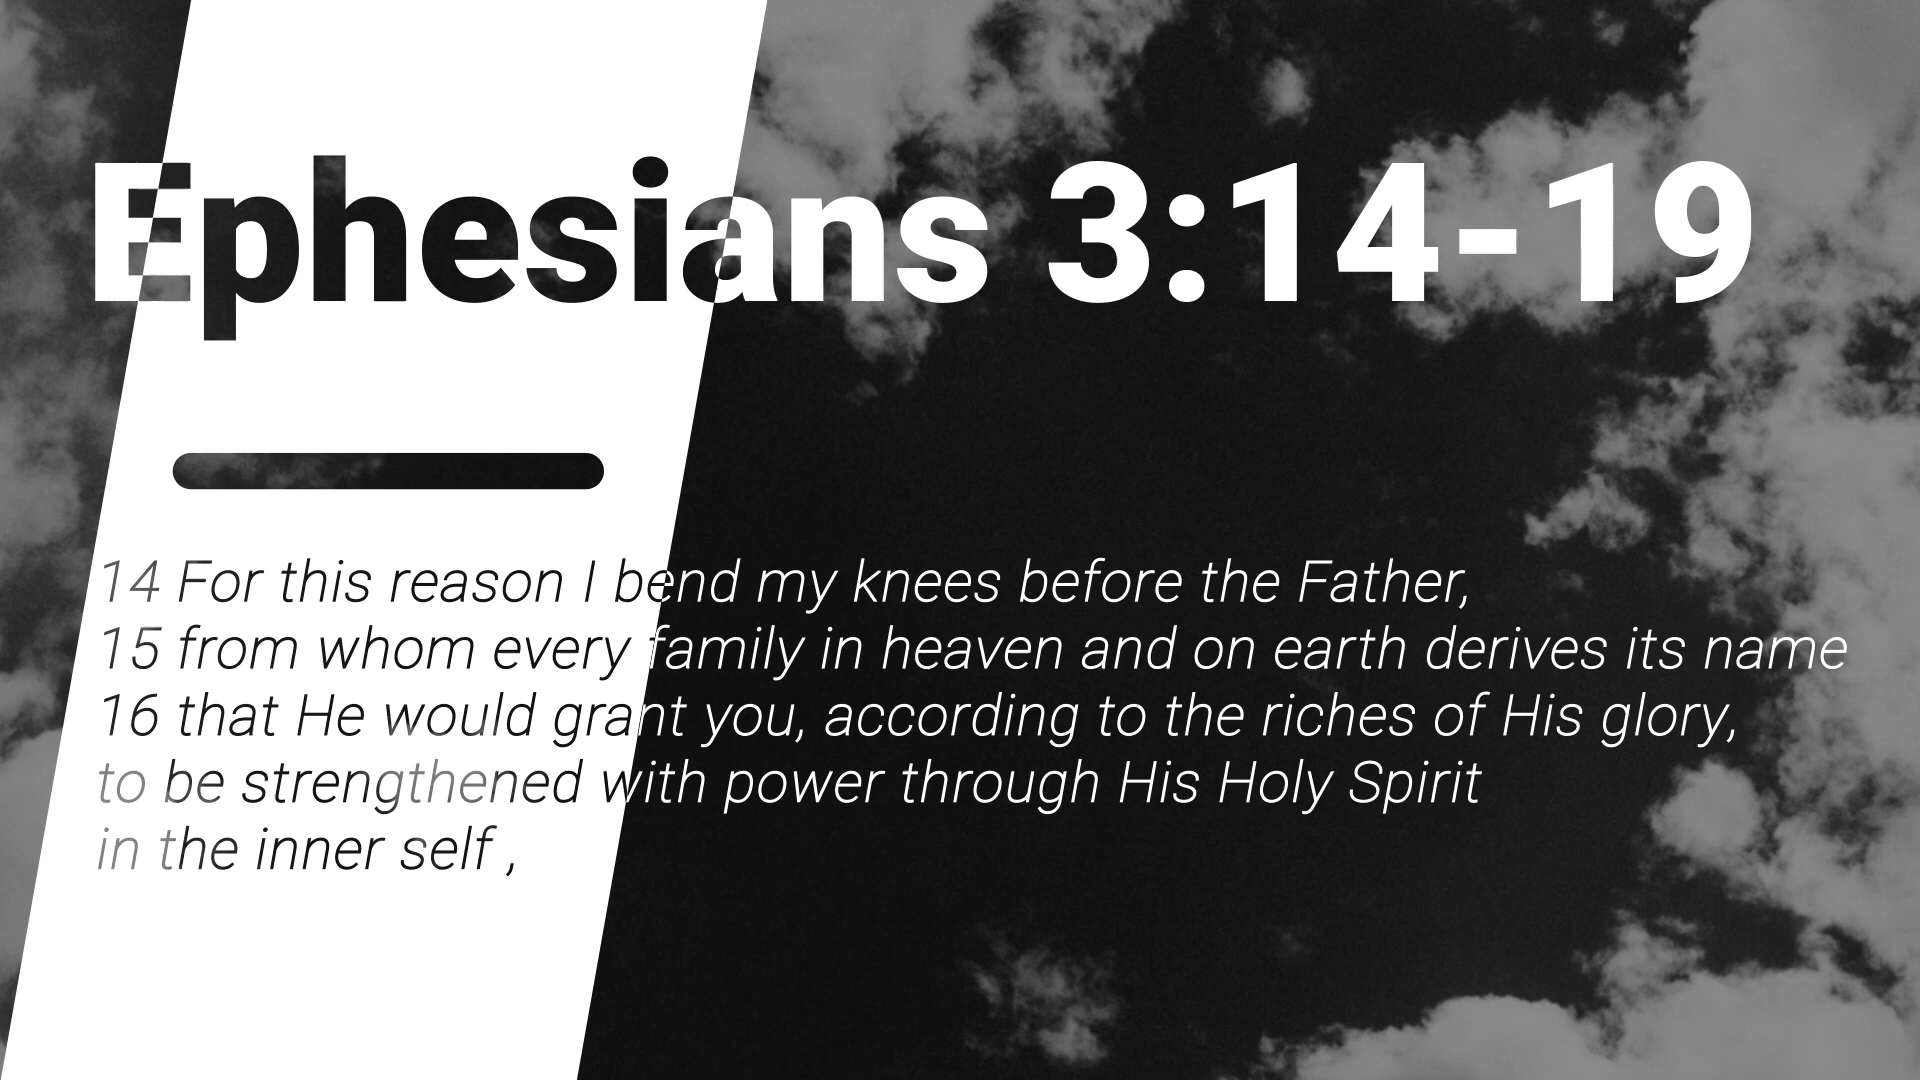 Ephesians 3:14-19
14 For this reason I bend my knees before the Father,
15 from whom every family in heaven and on earth derives its name
16 that He would grant you, according to the riches of His glory,
to be strengthened with power through His Holy Spirit
in the inner self ,